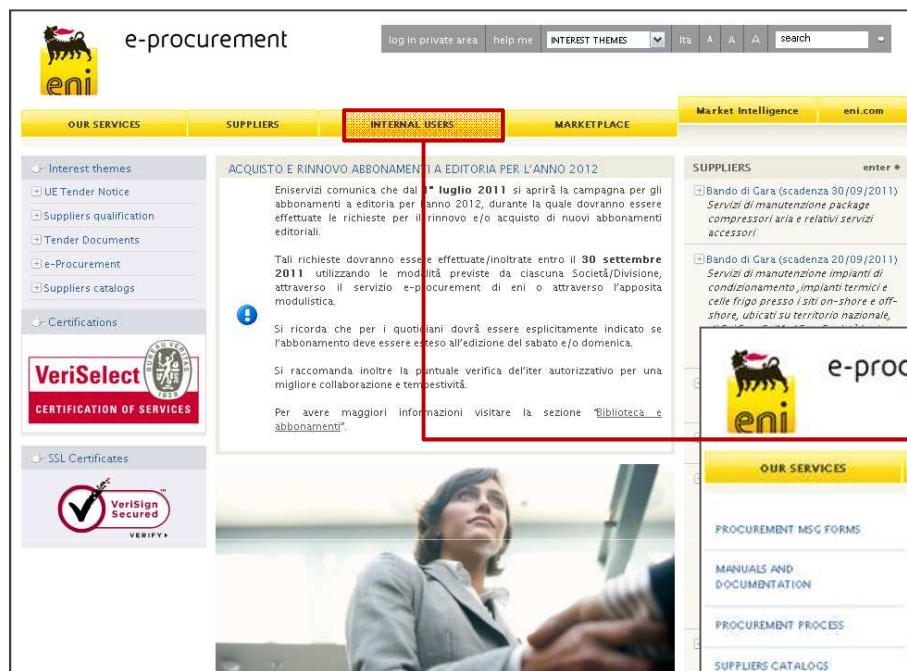 eni
e-procurement
log in private area help me INTEREST THEMES Ita A A A search
OUR SERVICES SUPPLIERS INTERNAL USERS MARKETPLACE Market Intelligence eni.com
Interest themes
UE Tender Notice
Suppliers qualification
Tender Documents
e-Procurement
Suppliers catalogs
Certifications
VeriSelect
BUREAU VERITAS
1828
CERTIFICATION OF SERVICES
SSL Certificates
VeriSign
Secured
VERIFY
ACQUISTO E RINNOVO ABBONAMENTI A EDITORIA PER L'ANNO 2012
Eniservizi comunica che dal 1° luglio 2011 si aprirà la campagna per gli
abbonamenti a editoria per l'anno 2012, durante la quale dovranno essere
effettuate le richieste per il rinnovo e/o acquisto di nuovi abbonamenti
editoriali.
Tali richieste dovranno essere effettuate/inoltrate entro il 30 settembre
2011 utilizzando le modalità previste da ciascuna Società/Divisione,
attraverso il servizio e-procurement di eni o attraverso l'apposita
modulistica.
Si ricorda che per i quotidiani dovrà essere esplicitamente indicato se
l'abbonamento deve essere esteso all'edizione del sabato e/o domenica.
Si raccomanda inoltre la puntuale verifica del'iter autorizzativo per una
migliore collaborazione e tempestività.
Per avere maggiori informazioni visitare la sezione "Biblioteca e
abbonamenti".
SUPPLIERS enter
Bando di Gara (scadenza 30/09/2011)
Servizi di manutenzione package
compressori aria e relativi servizi
accessori
Bando di Gara (scadenza 20/09/2011)
Servizi di manutenzione impianti di
condizionamento ,impianti termici e
celle frigo presso i siti on-shore e off-
shore, ubicati su territorio nazionale,
eni
e-proc
OUR SERVICES
PROCUREMENT MSG FORMS
MANUALS AND
DOCUMENTATION
PROCUREMENT PROCESS
SUPPLIERS CATALOGS